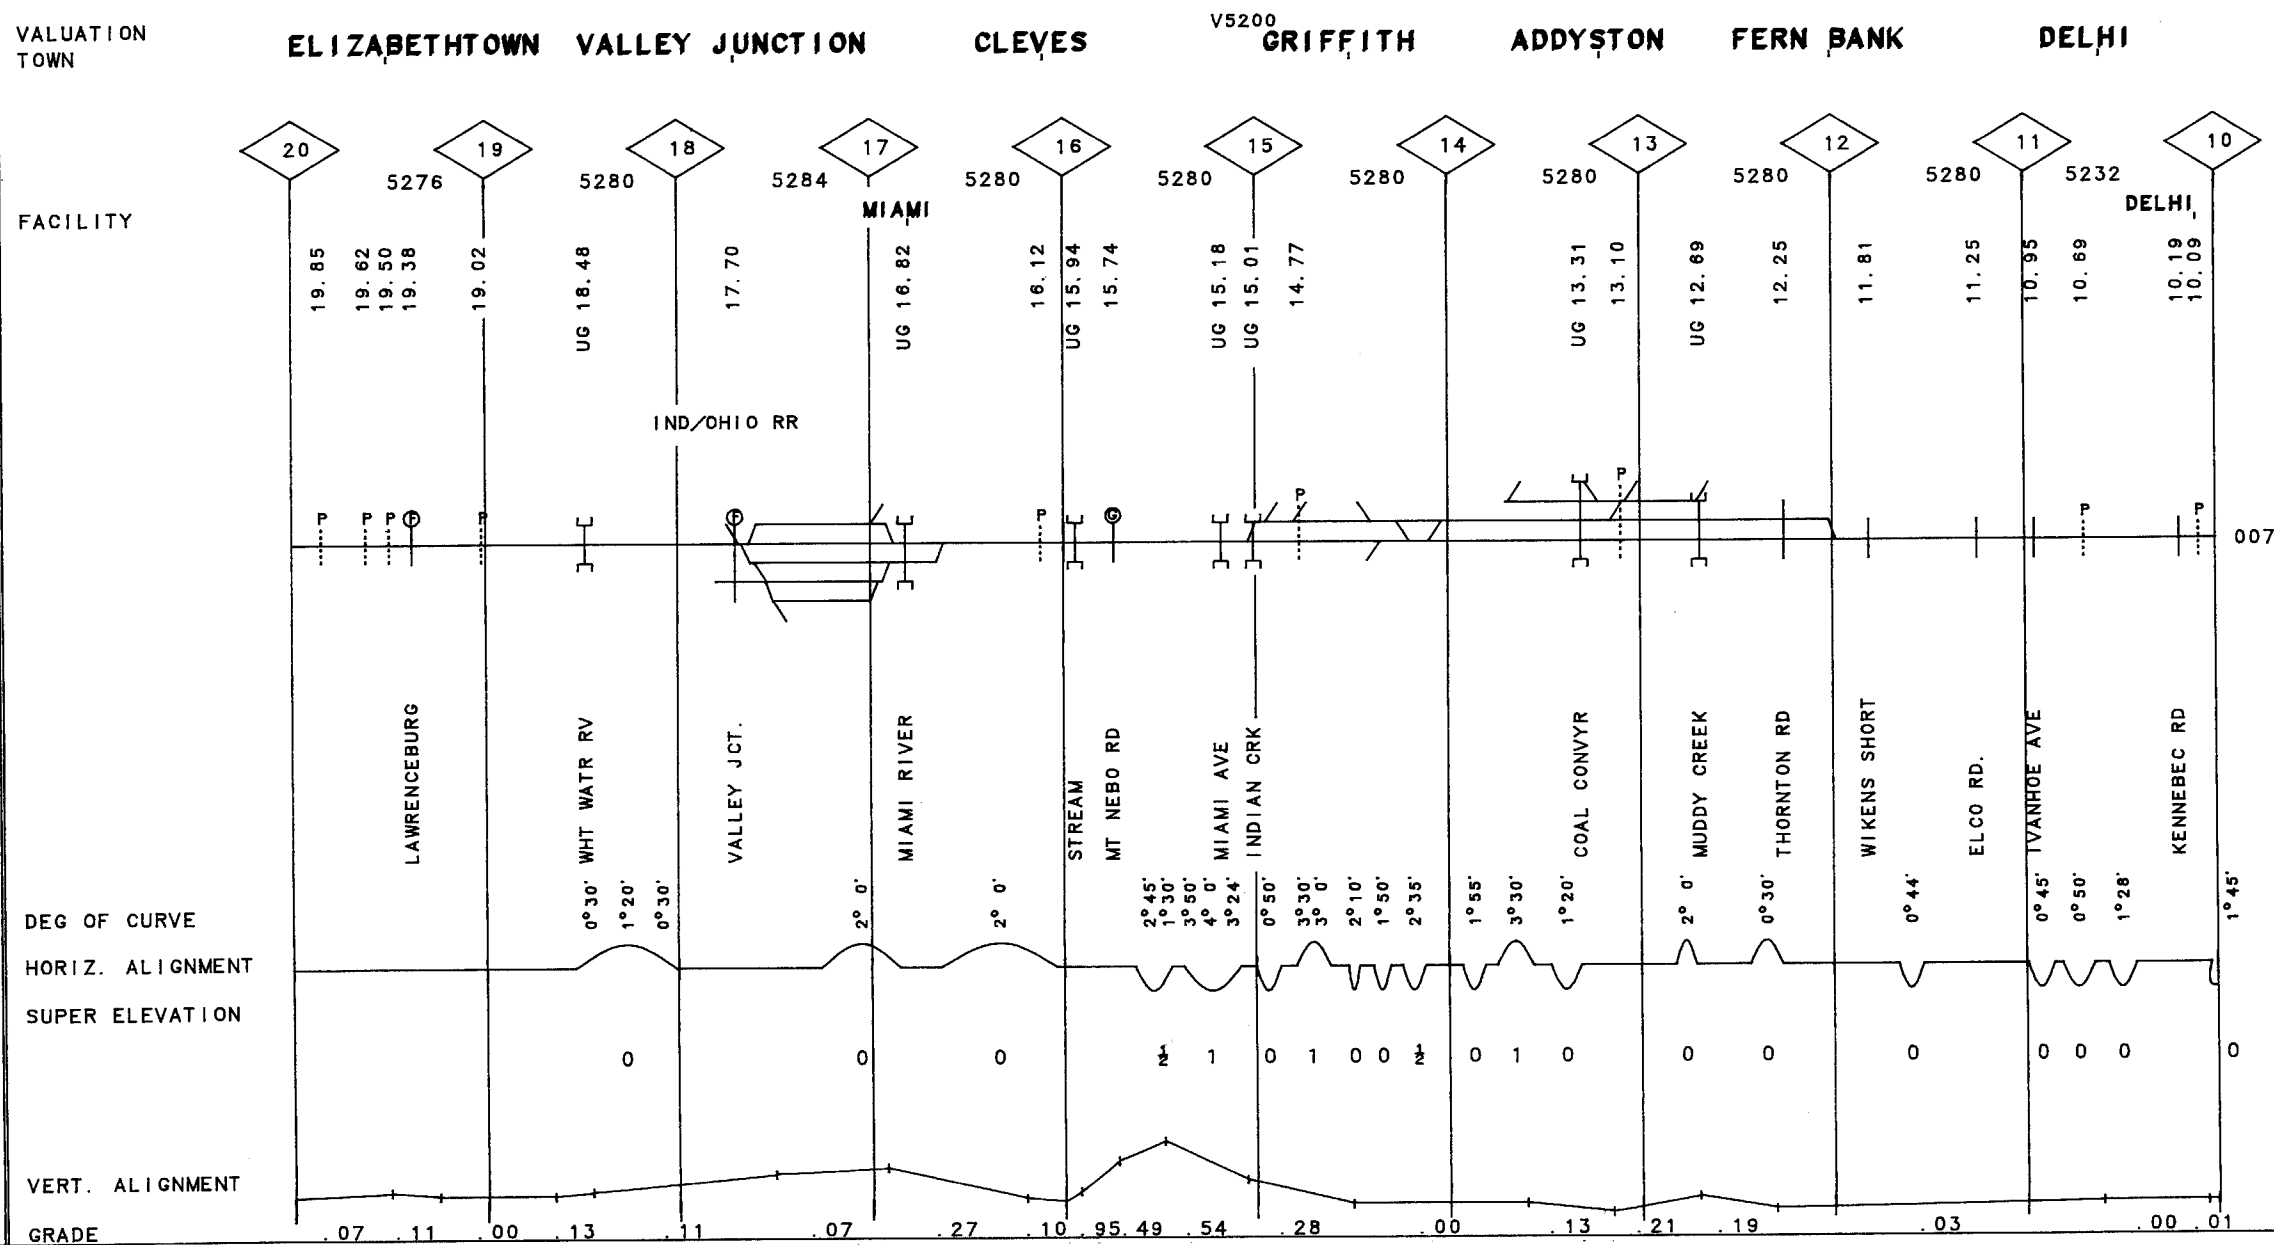 VALUATION
TOWN
ELIZABETHTOWN VALLEY JUNCTION CLEVES V5200 GRIFFITH ADDYSTON FERN BANK DELHI
20 19 18 17 16 15 14 13 12 11 10
5276 5280 5284 5280 5280 5280 5280 5280 5280 5232
FACILITY
MIAMI
DELHI
19.85
19.62
19.50
19.38
19.02
UG 18.48
17.70
UG 16.82
16.12
UG 15.94
15.74
UG 15.18
UG 15.01
14.77
UG 13.31
13.10
UG 12.69
12.25
11.81
11.25
10.95
10.69
10.19
10.09
IND/OHIO RR
P P P F P F P G P P P P
007
LAWRENCEBURG
WHT WATR RV
VALLEY JCT.
MIAMI RIVER
STREAM
MT NEBO RD
MIAMI AVE
INDIAN CRK
COAL CONVYR
MUDDY CREEK
THORNTON RD
WIKENS SHORT
ELCO RD.
IVANHOE AVE
KENNEBEC RD
DEG OF CURVE
0°30'
1°20'
0°30'
2° 0'
2° 0'
2°45'
1°30'
3°50'
4° 0'
3°24'
0°50'
3°30'
3° 0'
2°10'
1°50'
2°35'
1°55'
3°30'
1°20'
2° 0'
0°30'
0°44'
0°45'
0°50'
1°28'
1°45'
HORIZ. ALIGNMENT
SUPER ELEVATION
0 0 0 ½ 1 0 1 0 0 ½ 0 1 0 0 0 0 0 0 0 0
VERT. ALIGNMENT
GRADE
.07 .11 .00 .13 .11 .07 .27 .10 .95 .49 .54 .28 .00 .13 .21 .19 .03 .00 .01